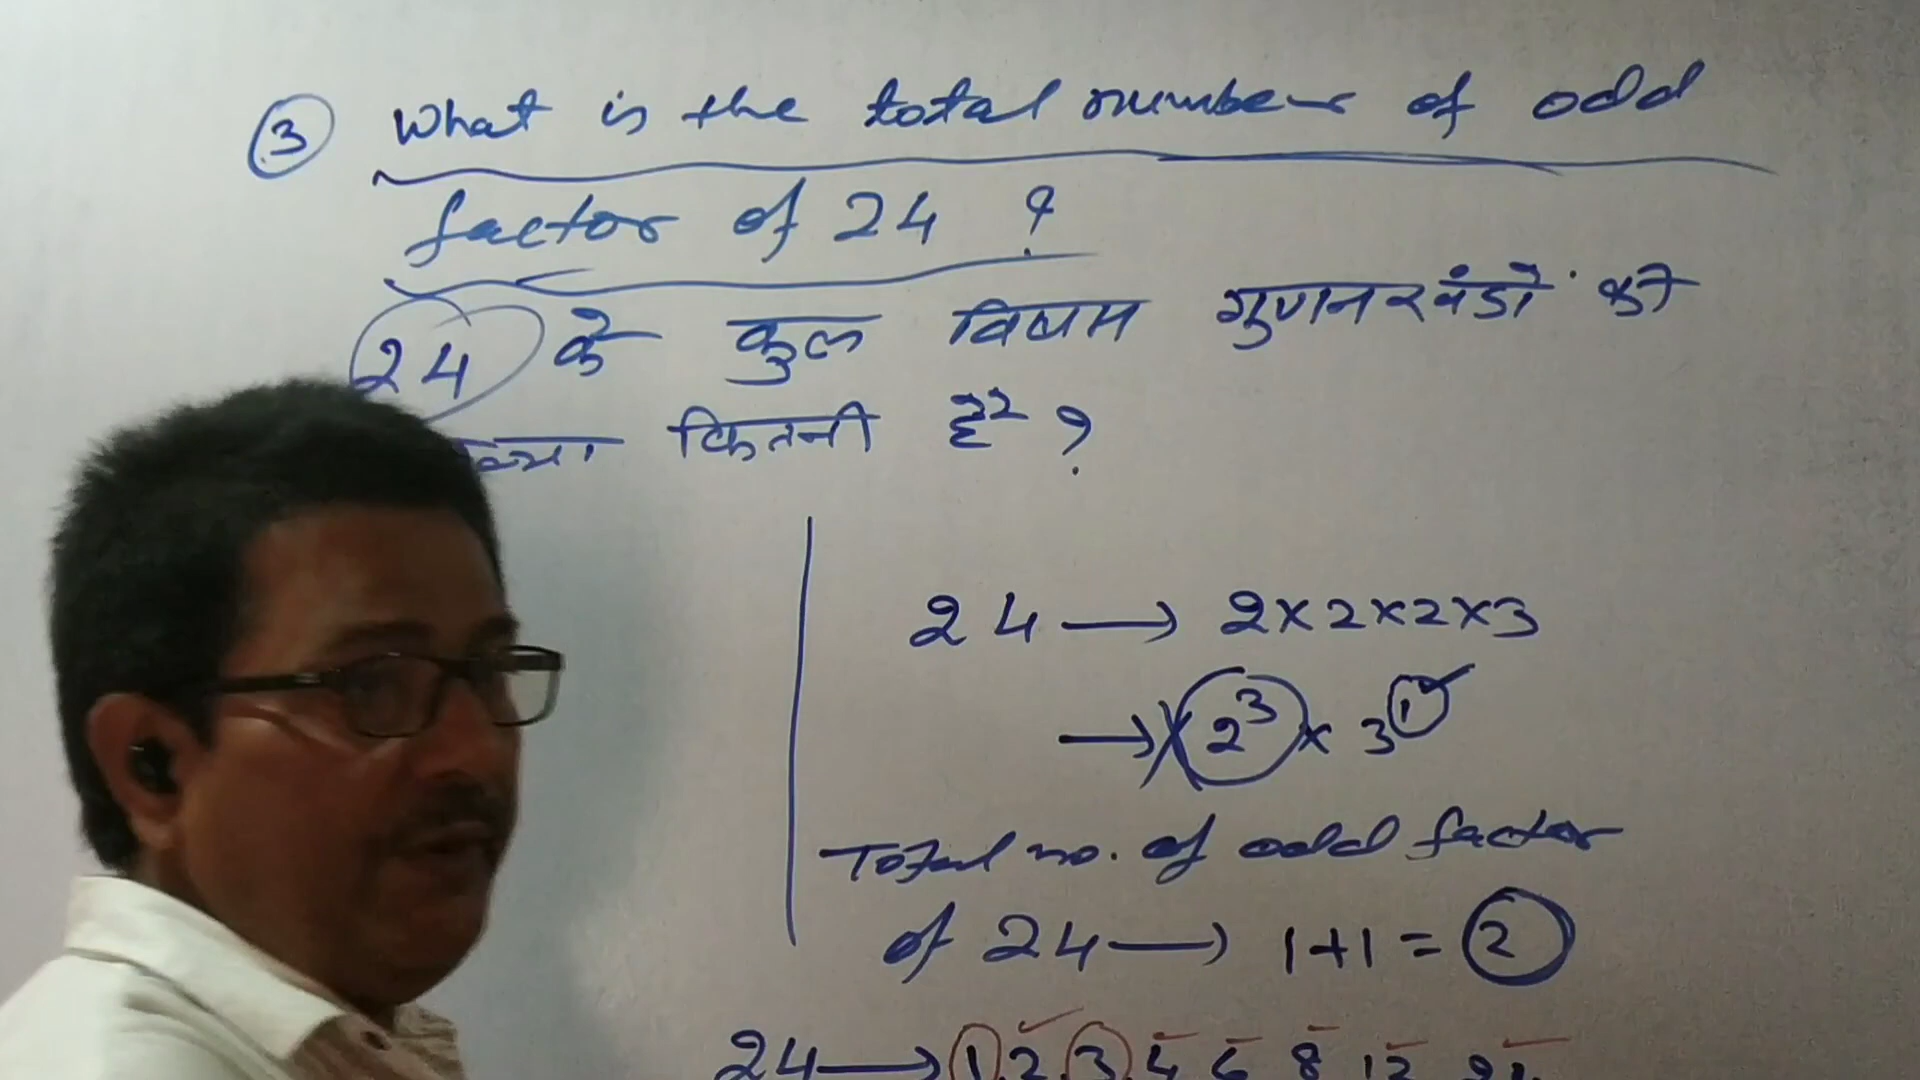 3 What is the total number of odd
factor of 24 ?
24 के कुल विषम गुणनखंडों की
कितनी है ?
24 → 2×2×2×3
→ 2³ × 3¹
Total no. of odd factor
of 24 → 1+1 = 2
24 → 1, 2, 3, 4 6 8 12 24